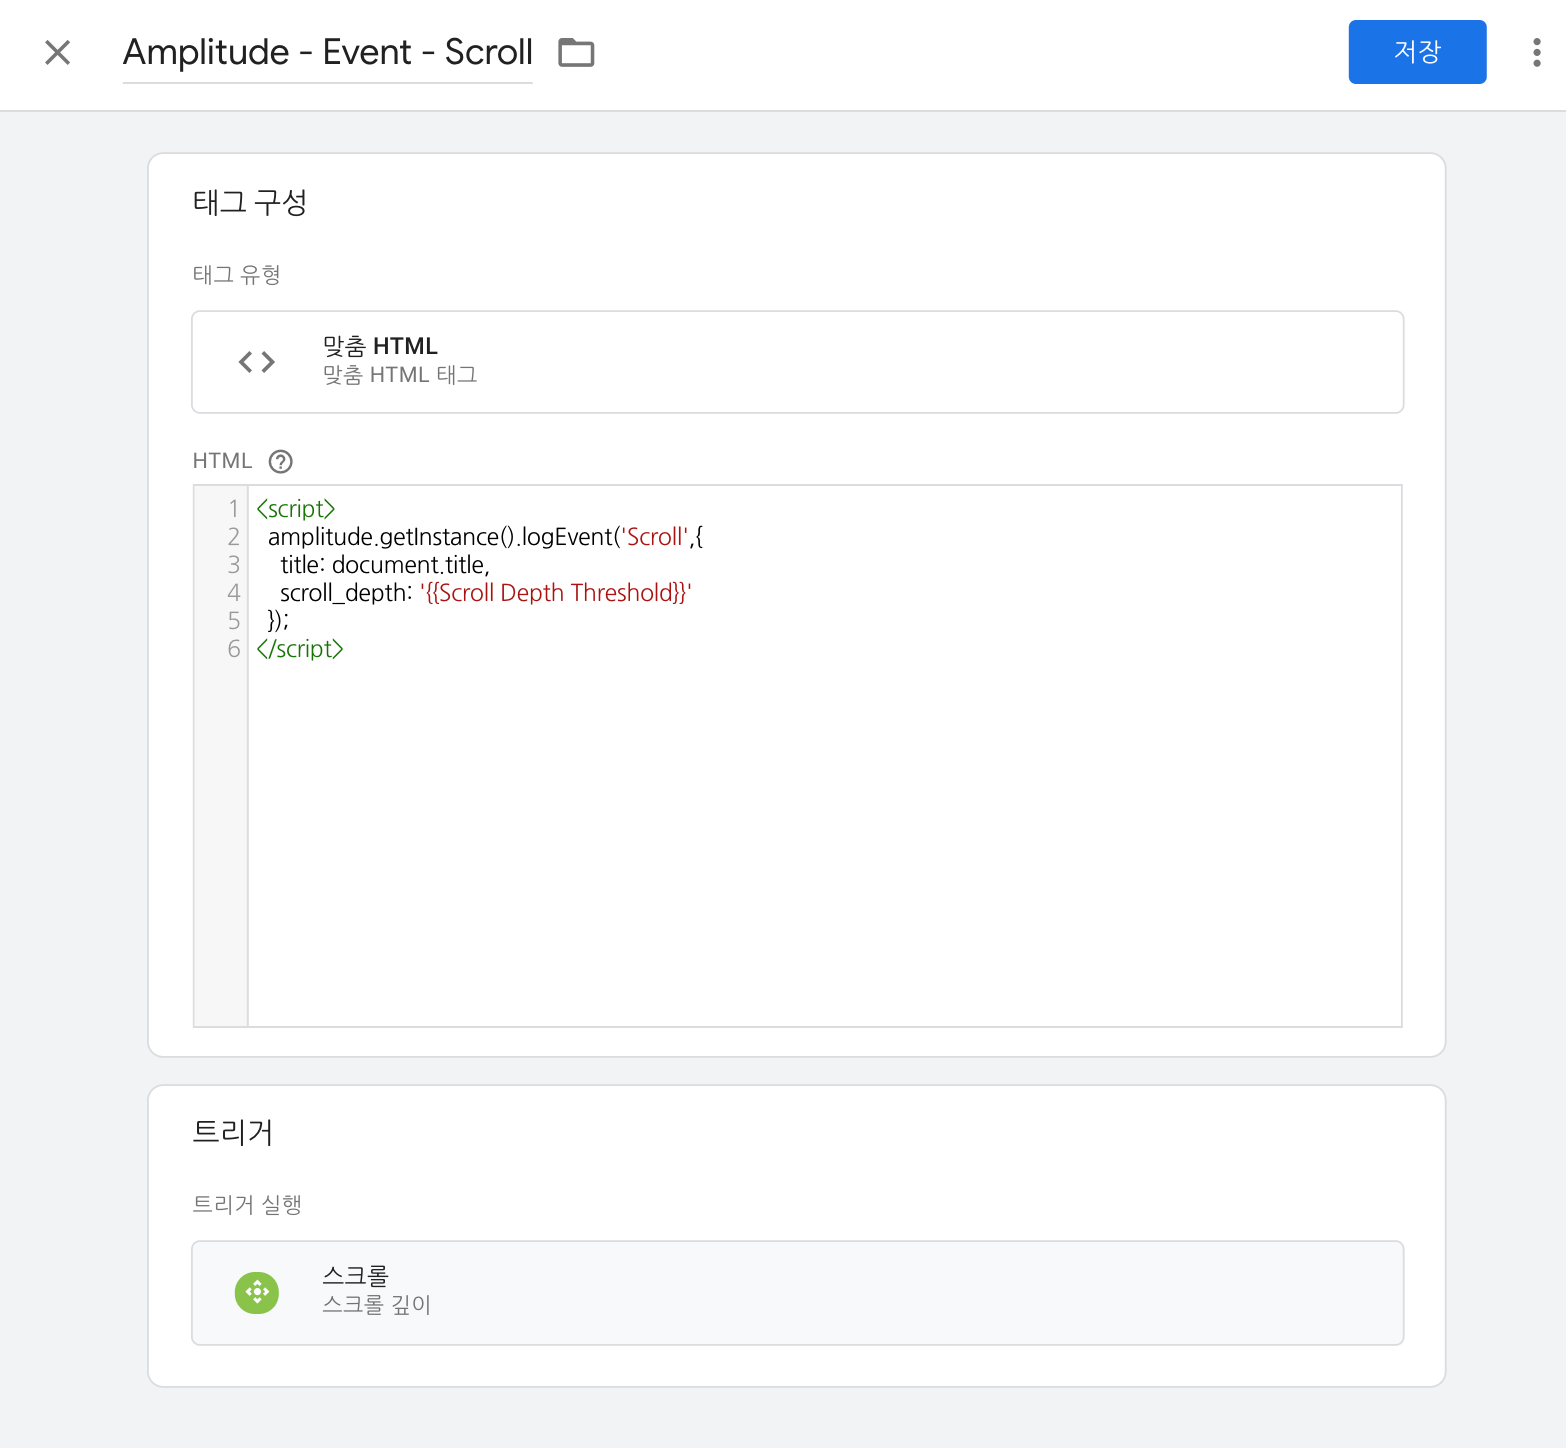 Amplitude - Event - Scroll
저장
태그 구성
태그 유형
맞춤 HTML
맞춤 HTML 태그
HTML
1 <script>
2 amplitude.getInstance().logEvent('Scroll',{
3 title: document.title,
4 scroll_depth: '{{Scroll Depth Threshold}}'
5 });
6 </script>
트리거
트리거 실행
스크롤
스크롤 깊이